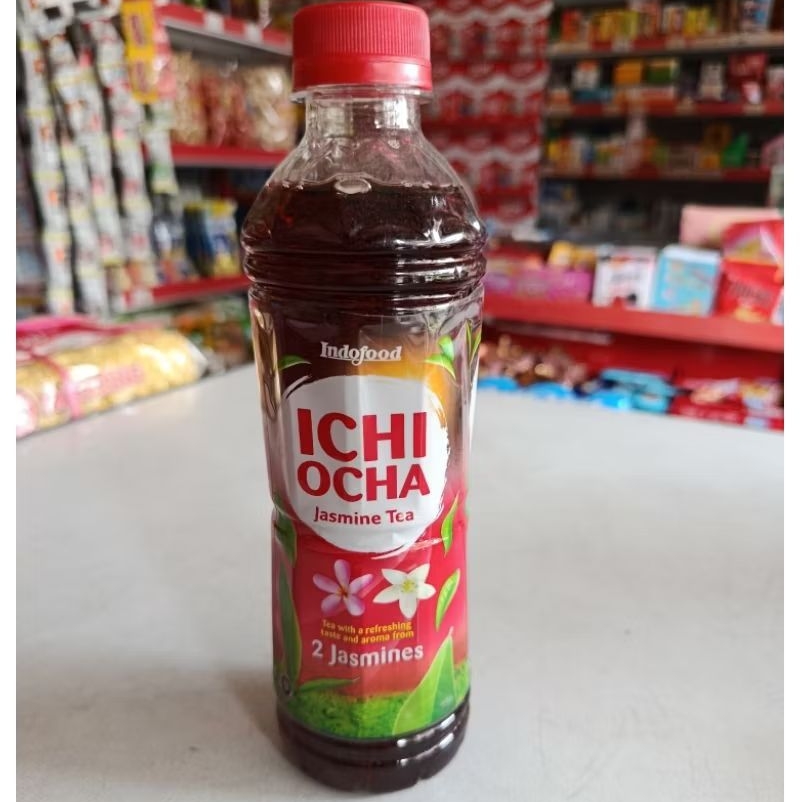 Indofood
ICHI
OCHA
Jasmine Tea
Tea with a refreshing
taste and aroma from
2 Jasmines